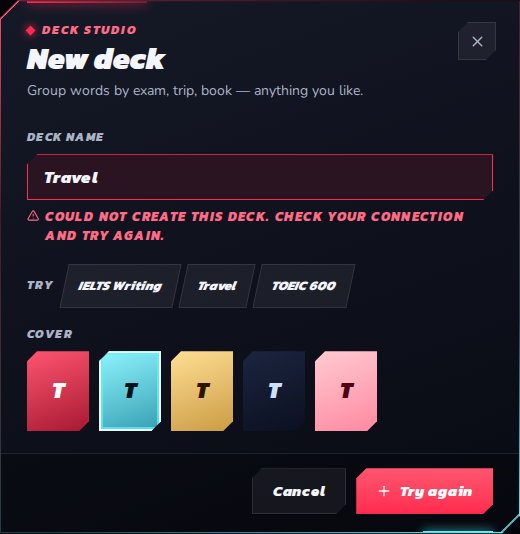 DECK STUDIO
New deck
Group words by exam, trip, book — anything you like.
DECK NAME
Travel
COULD NOT CREATE THIS DECK. CHECK YOUR CONNECTION
AND TRY AGAIN.
TRY IELTS Writing Travel TOEIC 600
COVER
T T T T T
Cancel + Try again